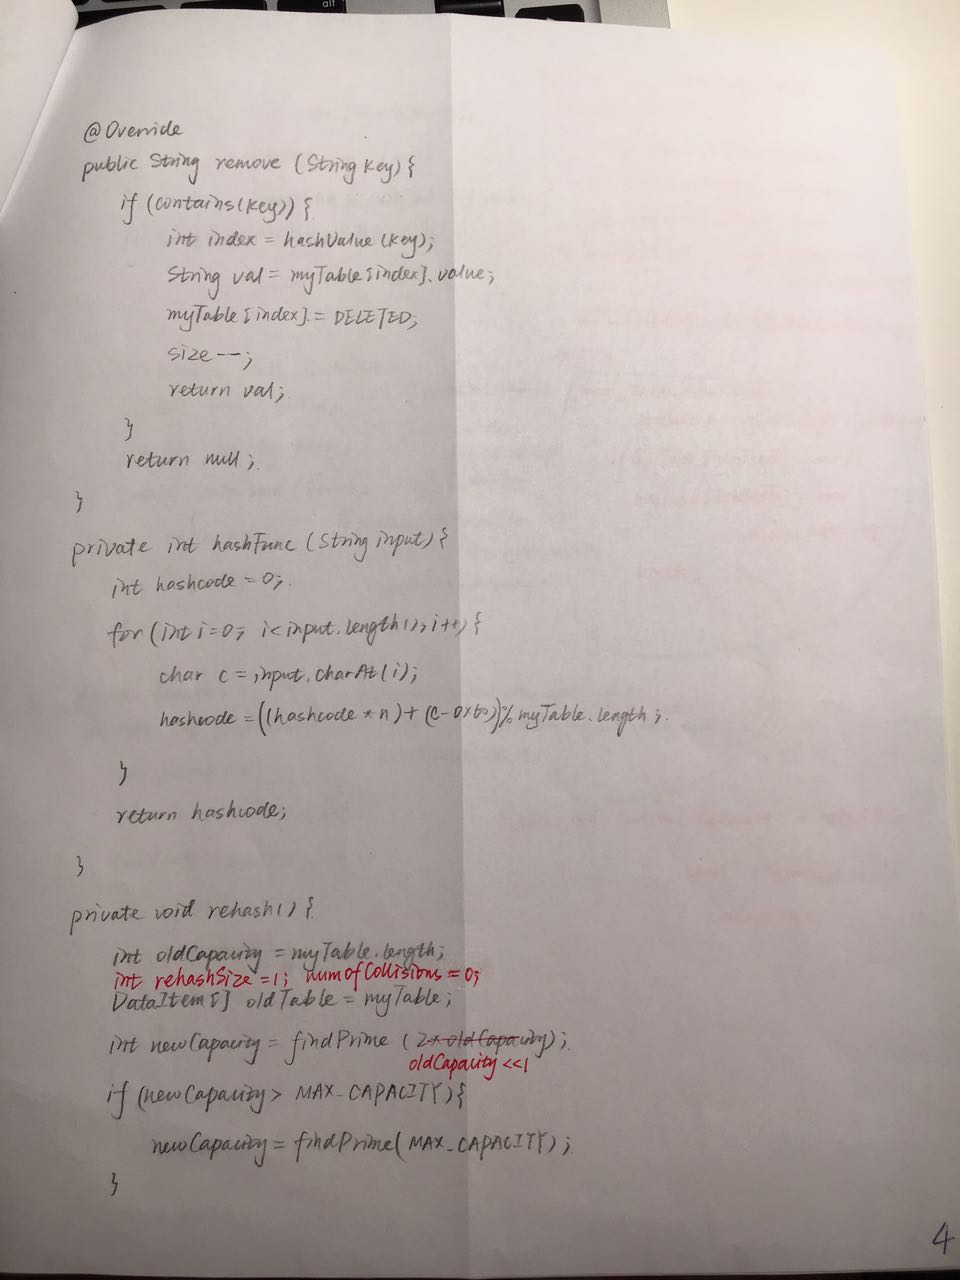 alt
@Override
public String remove (String key) {
if (contains(key)) {
int index = hashValue (key);
String val = myTable[index].value;
myTable[index] = DELETED;
size--;
return val;
}
return null;
}
private int hashFunc (String input) {
int hashcode = 0;
for (int i=0; i<input.length(); i++) {
char c = input.charAt(i);
hashcode = ((hashcode * n) + (c-0x60)) % myTable.length;
}
return hashcode;
}
private void rehash() {
int oldCapacity = myTable.length;
int rehashSize = 1; numofCollisions = 0;
DataItem[] oldTable = myTable;
int newCapacity = findPrime (2* oldCapacity);
oldCapacity <<1
if (newCapacity > MAX_CAPACITY) {
newCapacity = findPrime(MAX_CAPACITY);
}
4